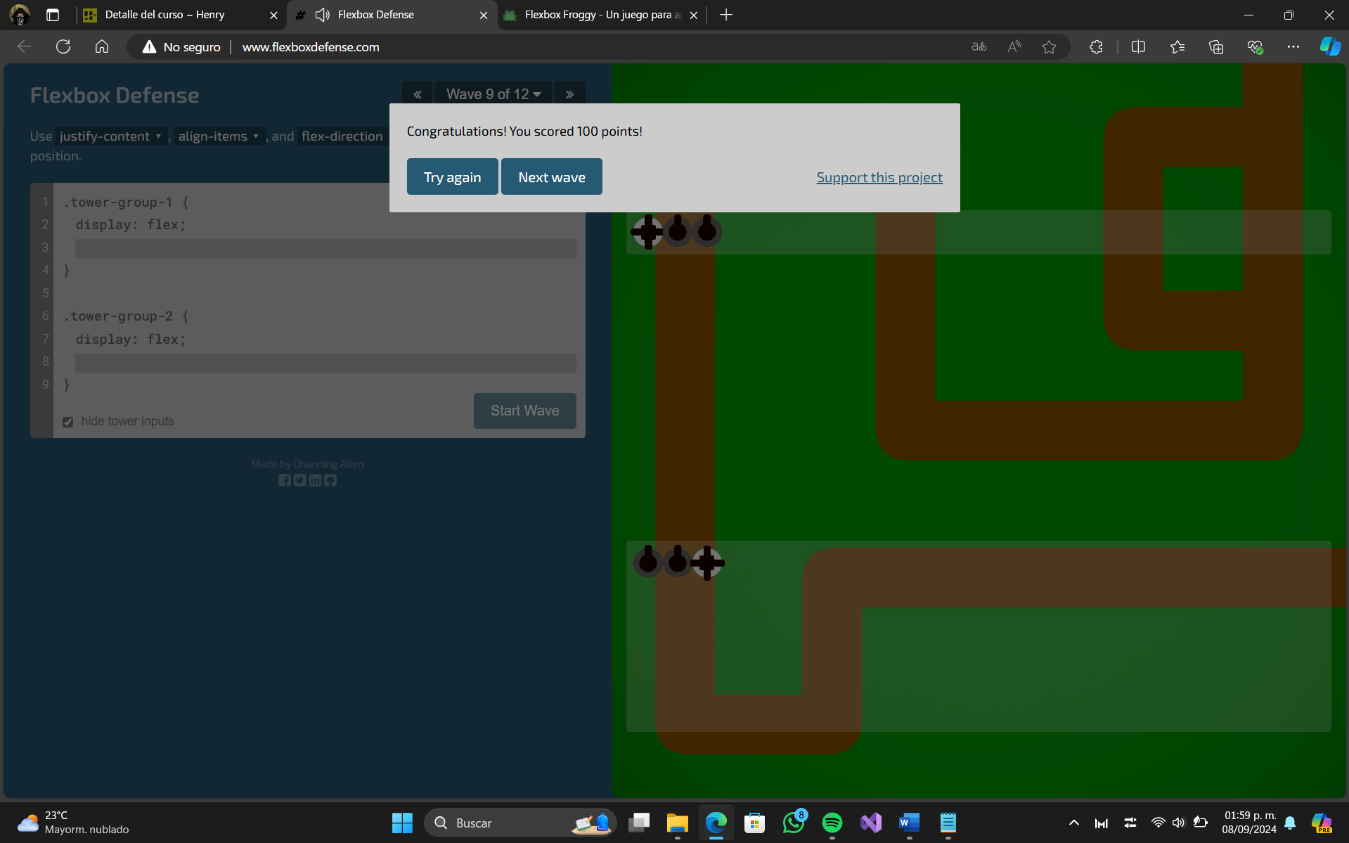 Detalle del curso – Henry
Flexbox Defense
Flexbox Froggy - Un juego para a
No seguro
www.flexboxdefense.com
Flexbox Defense
« Wave 9 of 12 »
Use justify-content , align-items , and flex-direction
position.
Congratulations! You scored 100 points!
Try again
Next wave
Support this project
1 .tower-group-1 {
2 display: flex;
3
4 }
5
6 .tower-group-2 {
7 display: flex;
8
9 }
hide tower inputs
Start Wave
Made by Channing Allen
23°C
Mayorm. nublado
Buscar
8
W
01:59 p. m.
08/09/2024
PRE